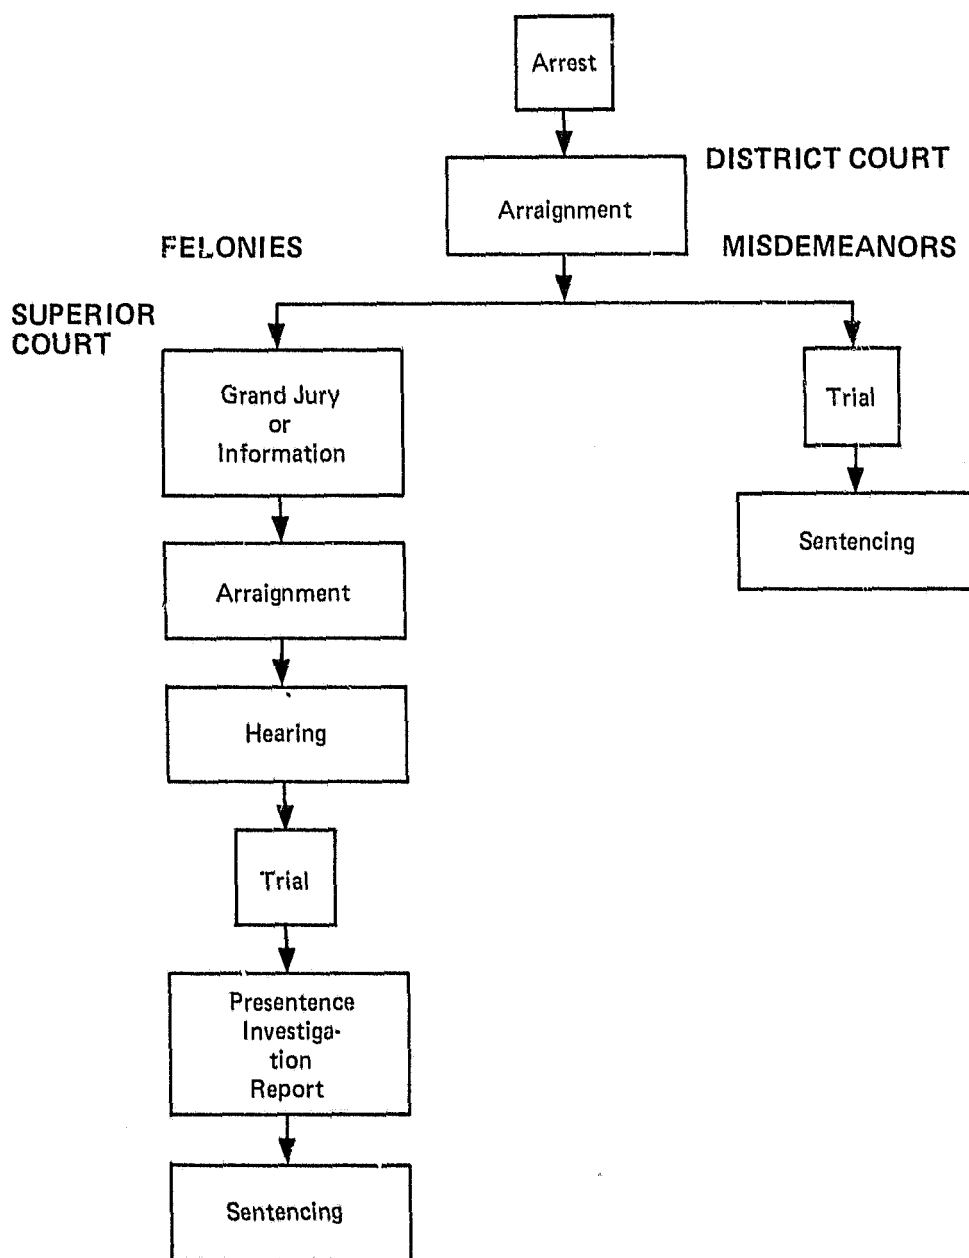 Arrest
DISTRICT COURT
Arraignment
FELONIES
MISDEMEANORS
SUPERIOR
COURT
Grand Jury
or
Information
Trial
Sentencing
Arraignment
Hearing
Trial
Presentence
Investiga-
tion
Report
Sentencing